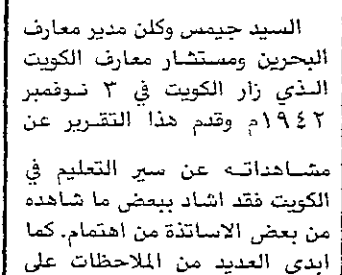 السيد جيمس وكلن مدير معارف
البحرين ومستشار معارف الكويت
الذي زار الكويت في ٣ نوفمبر
١٩٤٢م وقدم هذا التقرير عن
مشاهداته عن سير التعليم في
الكويت فقد اشاد ببعض ما شاهده
من بعض الاساتذة من اهتمام. كما
ابدي العديد من الملاحظات على